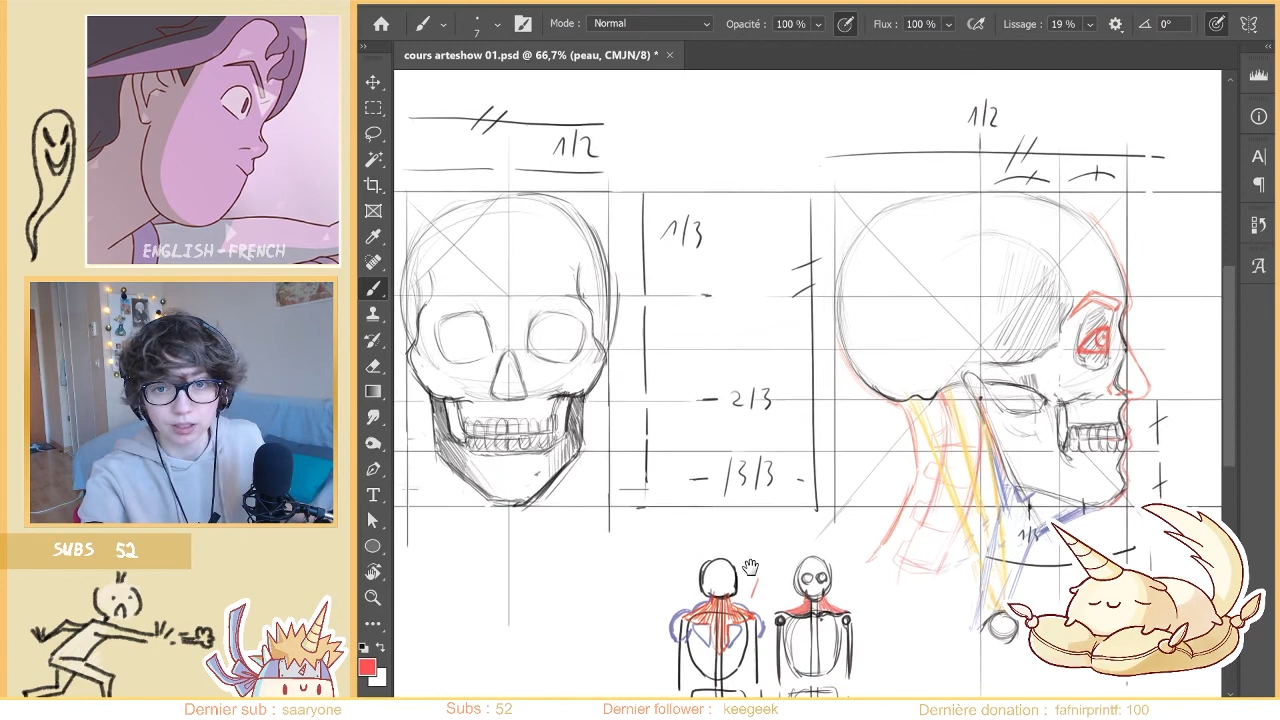 Mode : Normal Opacité : 100 % Flux : 100 % Lissage : 19 % 0°
7
cours arteshow 01.psd @ 66,7% (peau, CMJN/8) * ×
1/2
1/2
1/3
2/3
3/3
ENGLISH-FRENCH
SUBS 52
Dernier sub : saaryone
Subs : 52
Dernier follower : keegeek
Dernière donation : fafnirprintf: 100